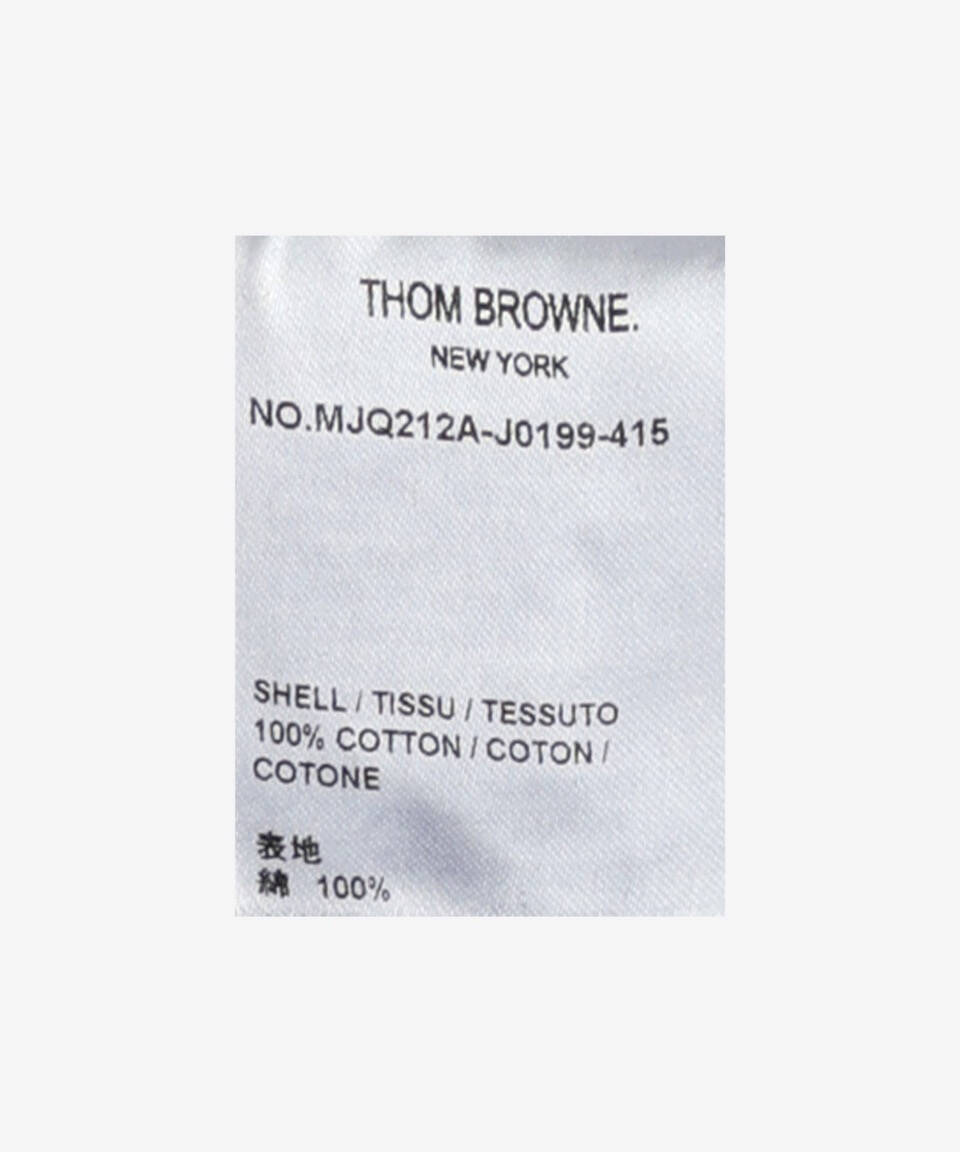 THOM BROWNE.
NEW YORK
NO.MJQ212A-J0199-415
SHELL / TISSU / TESSUTO
100% COTTON / COTON /
COTONE
表地
綿 100%